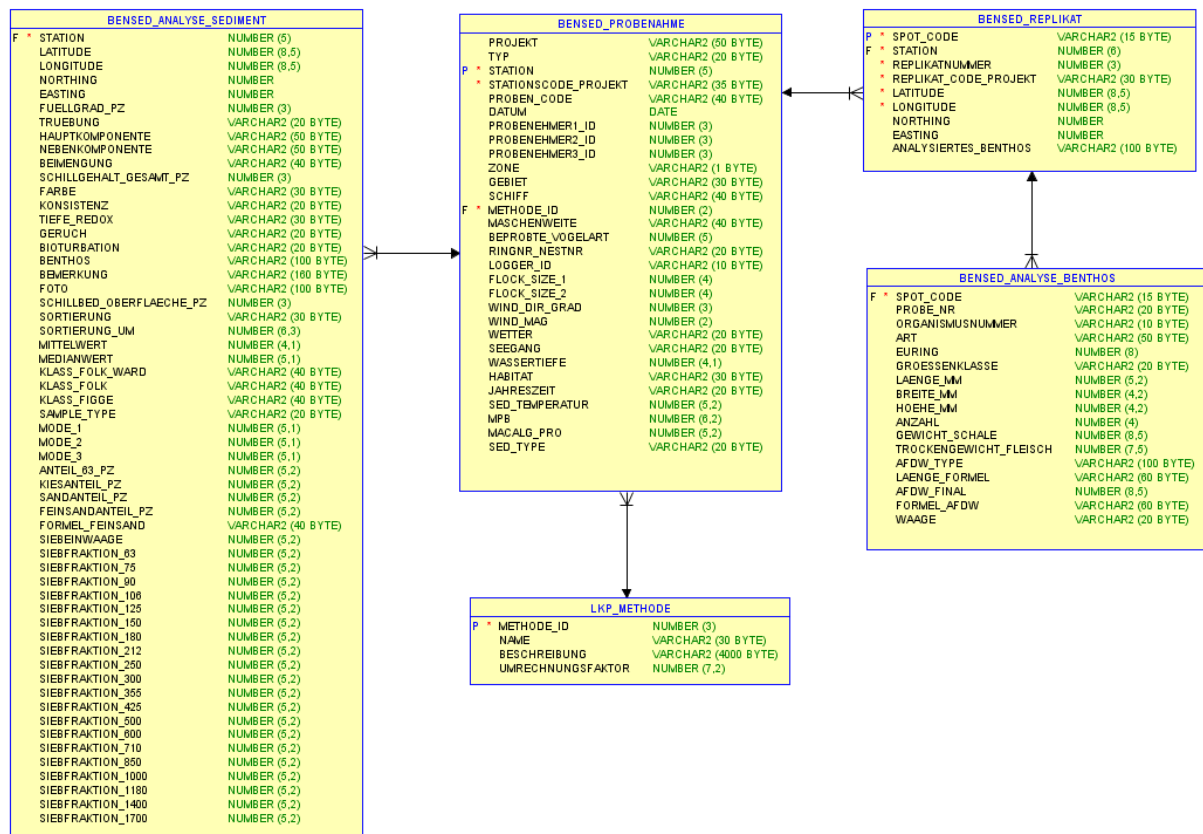 BENSED_ANALYSE_SEDIMENT
F * STATION NUMBER (5)
LATITUDE NUMBER (8,5)
LONGITUDE NUMBER (8,5)
NORTHING NUMBER
EASTING NUMBER
FUELLGRAD_PZ NUMBER (3)
TRUEBUNG VARCHAR2 (20 BYTE)
HAUPTKOMPONENTE VARCHAR2 (50 BYTE)
NEBENKOMPONENTE VARCHAR2 (50 BYTE)
BEIMENGUNG VARCHAR2 (40 BYTE)
SCHILLGEHALT_GESAMT_PZ NUMBER (3)
FARBE VARCHAR2 (30 BYTE)
KONSISTENZ VARCHAR2 (20 BYTE)
TIEFE_REDOX VARCHAR2 (30 BYTE)
GERUCH VARCHAR2 (20 BYTE)
BIOTURBATION VARCHAR2 (20 BYTE)
BENTHOS VARCHAR2 (100 BYTE)
BEMERKUNG VARCHAR2 (160 BYTE)
FOTO VARCHAR2 (100 BYTE)
SCHILLBED_OBERFLAECHE_PZ NUMBER (3)
SORTIERUNG VARCHAR2 (30 BYTE)
SORTIERUNG_UM NUMBER (6,3)
MITTELWERT NUMBER (4,1)
MEDIANWERT NUMBER (5,1)
KLASS_FOLK_WARD VARCHAR2 (40 BYTE)
KLASS_FOLK VARCHAR2 (40 BYTE)
KLASS_FIGGE VARCHAR2 (40 BYTE)
SAMPLE_TYPE VARCHAR2 (20 BYTE)
MODE_1 NUMBER (5,1)
MODE_2 NUMBER (5,1)
MODE_3 NUMBER (5,1)
ANTEIL_63_PZ NUMBER (5,2)
KIESANTEIL_PZ NUMBER (5,2)
SANDANTEIL_PZ NUMBER (5,2)
FEINSANDANTEIL_PZ NUMBER (5,2)
FORMEL_FEINSAND VARCHAR2 (40 BYTE)
SIEBEINWAAGE NUMBER (5,2)
SIEBFRAKTION_63 NUMBER (5,2)
SIEBFRAKTION_75 NUMBER (5,2)
SIEBFRAKTION_90 NUMBER (5,2)
SIEBFRAKTION_106 NUMBER (5,2)
SIEBFRAKTION_125 NUMBER (5,2)
SIEBFRAKTION_150 NUMBER (5,2)
SIEBFRAKTION_180 NUMBER (5,2)
SIEBFRAKTION_212 NUMBER (5,2)
SIEBFRAKTION_250 NUMBER (5,2)
SIEBFRAKTION_300 NUMBER (5,2)
SIEBFRAKTION_355 NUMBER (5,2)
SIEBFRAKTION_425 NUMBER (5,2)
SIEBFRAKTION_500 NUMBER (5,2)
SIEBFRAKTION_600 NUMBER (5,2)
SIEBFRAKTION_710 NUMBER (5,2)
SIEBFRAKTION_850 NUMBER (5,2)
SIEBFRAKTION_1000 NUMBER (5,2)
SIEBFRAKTION_1180 NUMBER (5,2)
SIEBFRAKTION_1400 NUMBER (5,2)
SIEBFRAKTION_1700 NUMBER (5,2)
BENSED_PROBENAHME
PROJEKT VARCHAR2 (50 BYTE)
TYP VARCHAR2 (20 BYTE)
P * STATION NUMBER (5)
* STATIONSCODE_PROJEKT VARCHAR2 (35 BYTE)
PROBEN_CODE VARCHAR2 (40 BYTE)
DATUM DATE
PROBENEHMER1_ID NUMBER (3)
PROBENEHMER2_ID NUMBER (3)
PROBENEHMER3_ID NUMBER (3)
ZONE VARCHAR2 (1 BYTE)
GEBIET VARCHAR2 (30 BYTE)
SCHIFF VARCHAR2 (40 BYTE)
F * METHODE_ID NUMBER (2)
MASCHENWEITE VARCHAR2 (40 BYTE)
BEPROBTE_VOGELART NUMBER (5)
RINGNR_NESTNR VARCHAR2 (20 BYTE)
LOGGER_ID VARCHAR2 (10 BYTE)
FLOCK_SIZE_1 NUMBER (4)
FLOCK_SIZE_2 NUMBER (4)
WIND_DIR_GRAD NUMBER (3)
WIND_MAG NUMBER (2)
WETTER VARCHAR2 (20 BYTE)
SEEGANG VARCHAR2 (20 BYTE)
WASSERTIEFE NUMBER (4,1)
HABITAT VARCHAR2 (30 BYTE)
JAHRESZEIT VARCHAR2 (20 BYTE)
SED_TEMPERATUR NUMBER (5,2)
MPB NUMBER (6,2)
MACALG_PRO NUMBER (5,2)
SED_TYPE VARCHAR2 (20 BYTE)
LKP_METHODE
P * METHODE_ID NUMBER (3)
NAME VARCHAR2 (30 BYTE)
BESCHREIBUNG VARCHAR2 (4000 BYTE)
UMRECHNUNGSFAKTOR NUMBER (7,2)
BENSED_REPLIKAT
P * SPOT_CODE VARCHAR2 (15 BYTE)
F * STATION NUMBER (6)
* REPLIKATNUMMER NUMBER (3)
* REPLIKAT_CODE_PROJEKT VARCHAR2 (30 BYTE)
* LATITUDE NUMBER (8,5)
* LONGITUDE NUMBER (8,5)
NORTHING NUMBER
EASTING NUMBER
ANALYSIERTES_BENTHOS VARCHAR2 (100 BYTE)
BENSED_ANALYSE_BENTHOS
F * SPOT_CODE VARCHAR2 (15 BYTE)
PROBE_NR VARCHAR2 (20 BYTE)
ORGANISMUSNUMMER VARCHAR2 (10 BYTE)
ART VARCHAR2 (50 BYTE)
EURING NUMBER (8)
GROESSENKLASSE VARCHAR2 (20 BYTE)
LAENGE_MM NUMBER (5,2)
BREITE_MM NUMBER (4,2)
HOEHE_MM NUMBER (4,2)
ANZAHL NUMBER (4)
GEWICHT_SCHALE NUMBER (8,5)
TROCKENGEWICHT_FLEISCH NUMBER (7,5)
AFDW_TYPE VARCHAR2 (100 BYTE)
LAENGE_FORMEL VARCHAR2 (60 BYTE)
AFDW_FINAL NUMBER (8,5)
FORMEL_AFDW VARCHAR2 (60 BYTE)
WAAGE VARCHAR2 (20 BYTE)